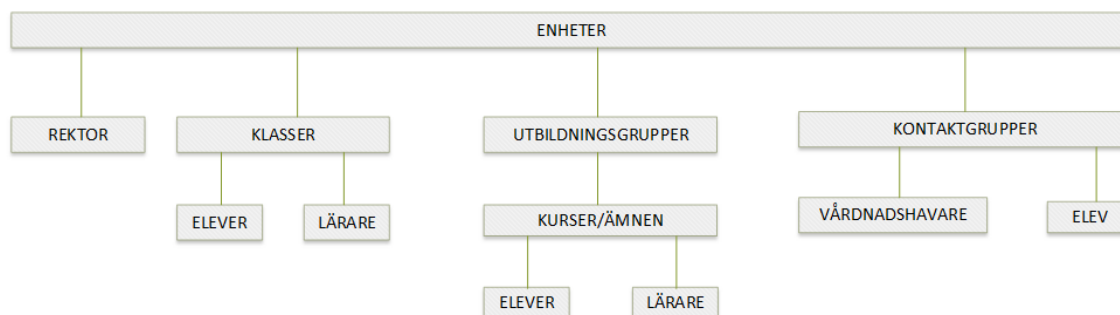 ENHETER
REKTOR
KLASSER
UTBILDNINGSGRUPPER
KONTAKTGRUPPER
ELEVER
LÄRARE
KURSER/ÄMNEN
VÅRDNADSHAVARE
ELEV
ELEVER
LÄRARE